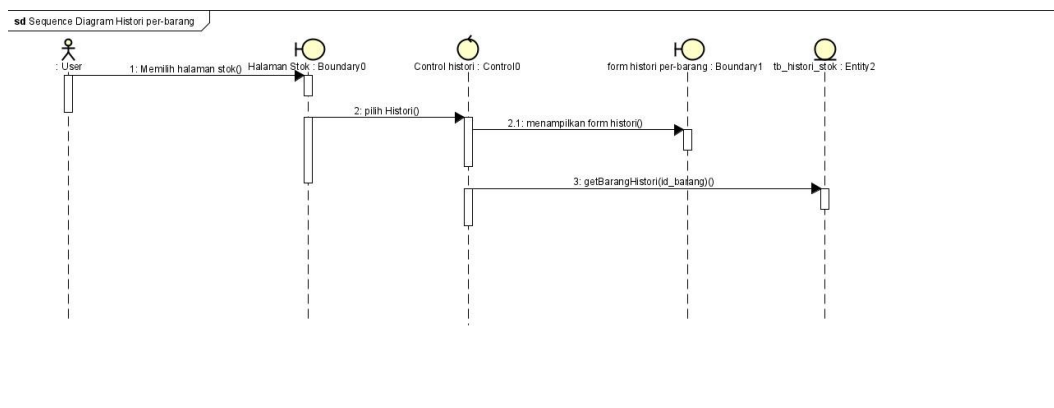 sd Sequence Diagram Histori per-barang
: User
Halaman Stok : Boundary0
Control histori : Control0
form histori per-barang : Boundary1
tb_histori_stok : Entity2
1: Memilih halaman stok()
2: pilih Histori()
2.1: menampilkan form histori()
3: getBarangHistori(id_barang)()